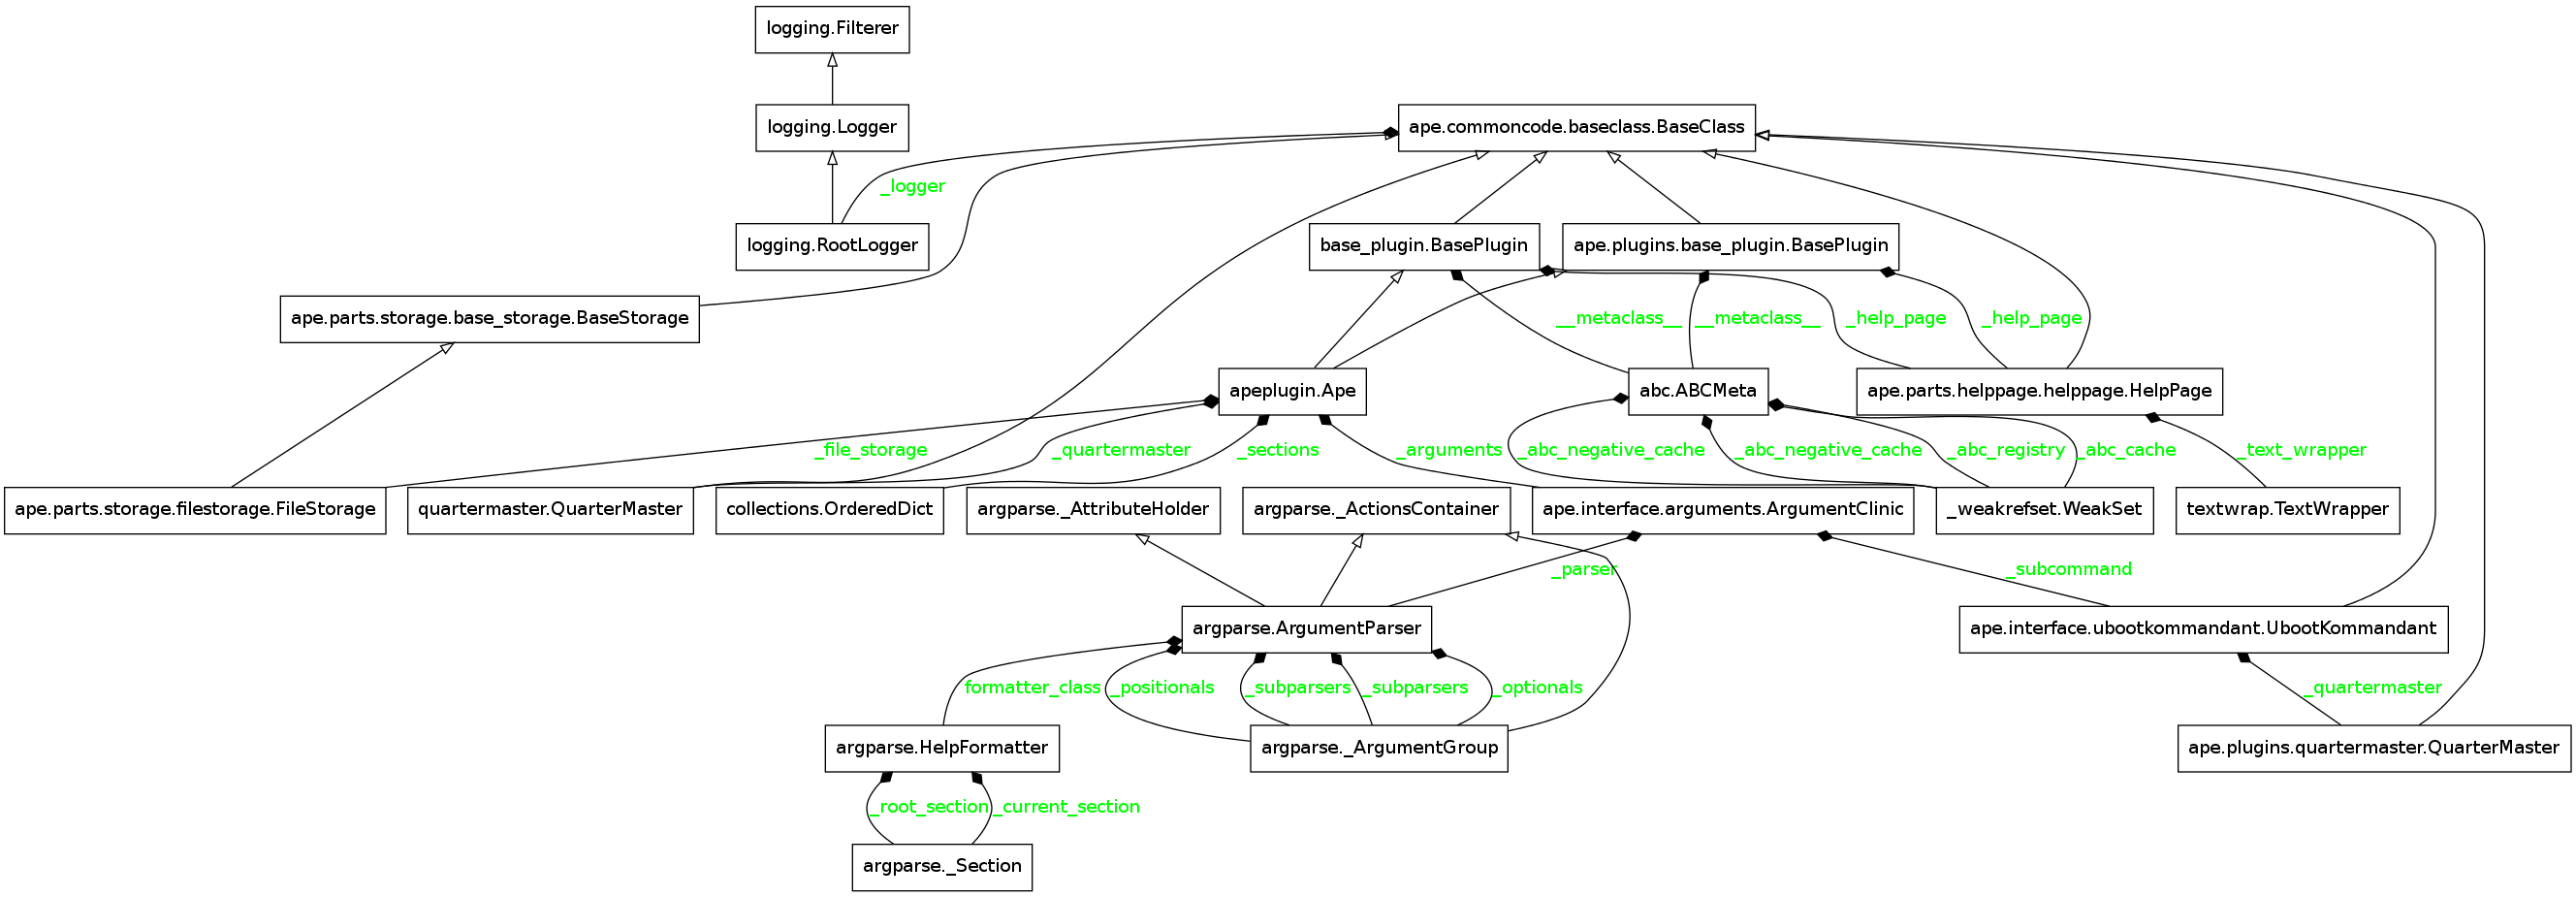 logging.Filterer
logging.Logger
ape.commoncode.baseclass.BaseClass
_logger
logging.RootLogger
base_plugin.BasePlugin
ape.plugins.base_plugin.BasePlugin
ape.parts.storage.base_storage.BaseStorage
__metaclass__
__metaclass__
_help_page
_help_page
apeplugin.Ape
abc.ABCMeta
ape.parts.helppage.helppage.HelpPage
_file_storage
_quartermaster
_sections
_arguments
_abc_negative_cache
_abc_negative_cache
_abc_registry
_abc_cache
_text_wrapper
ape.parts.storage.filestorage.FileStorage
quartermaster.QuarterMaster
collections.OrderedDict
argparse._AttributeHolder
argparse._ActionsContainer
ape.interface.arguments.ArgumentClinic
_weakrefset.WeakSet
textwrap.TextWrapper
_parser
_subcommand
argparse.ArgumentParser
ape.interface.ubootkommandant.UbootKommandant
formatter_class
_positionals
_subparsers
_subparsers
_optionals
_quartermaster
argparse.HelpFormatter
argparse._ArgumentGroup
ape.plugins.quartermaster.QuarterMaster
_root_section
_current_section
argparse._Section